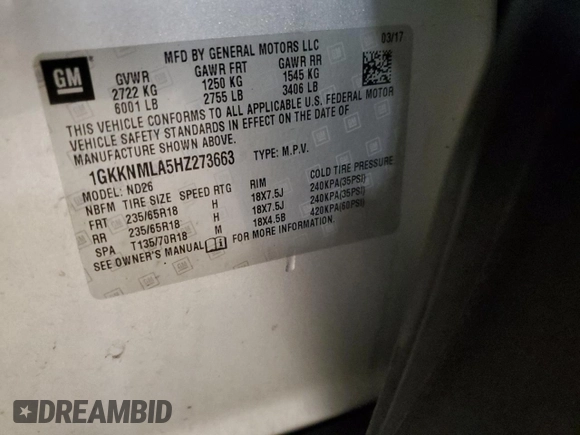 MFD BY GENERAL MOTORS LLC 03/17
GM
GVWR GAWR FRT GAWR RR
2722 KG 1250 KG 1545 KG
6001 LB 2755 LB 3406 LB
THIS VEHICLE CONFORMS TO ALL APPLICABLE U.S. FEDERAL MOTOR
VEHICLE SAFETY STANDARDS IN EFFECT ON THE DATE OF
MANUFACTURE SHOWN ABOVE.
1GKKNMLA5HZ273663 TYPE: M.P.V.
MODEL: ND26
NBFM TIRE SIZE SPEED RTG RIM COLD TIRE PRESSURE
FRT 235/65R18 H 18X7.5J 240KPA(35PSI)
RR 235/65R18 H 18X7.5J 240KPA(35PSI)
SPA T135/70R18 M 18X4.5B 420KPA(60PSI)
SEE OWNER'S MANUAL FOR MORE INFORMATION.
DREAMBID